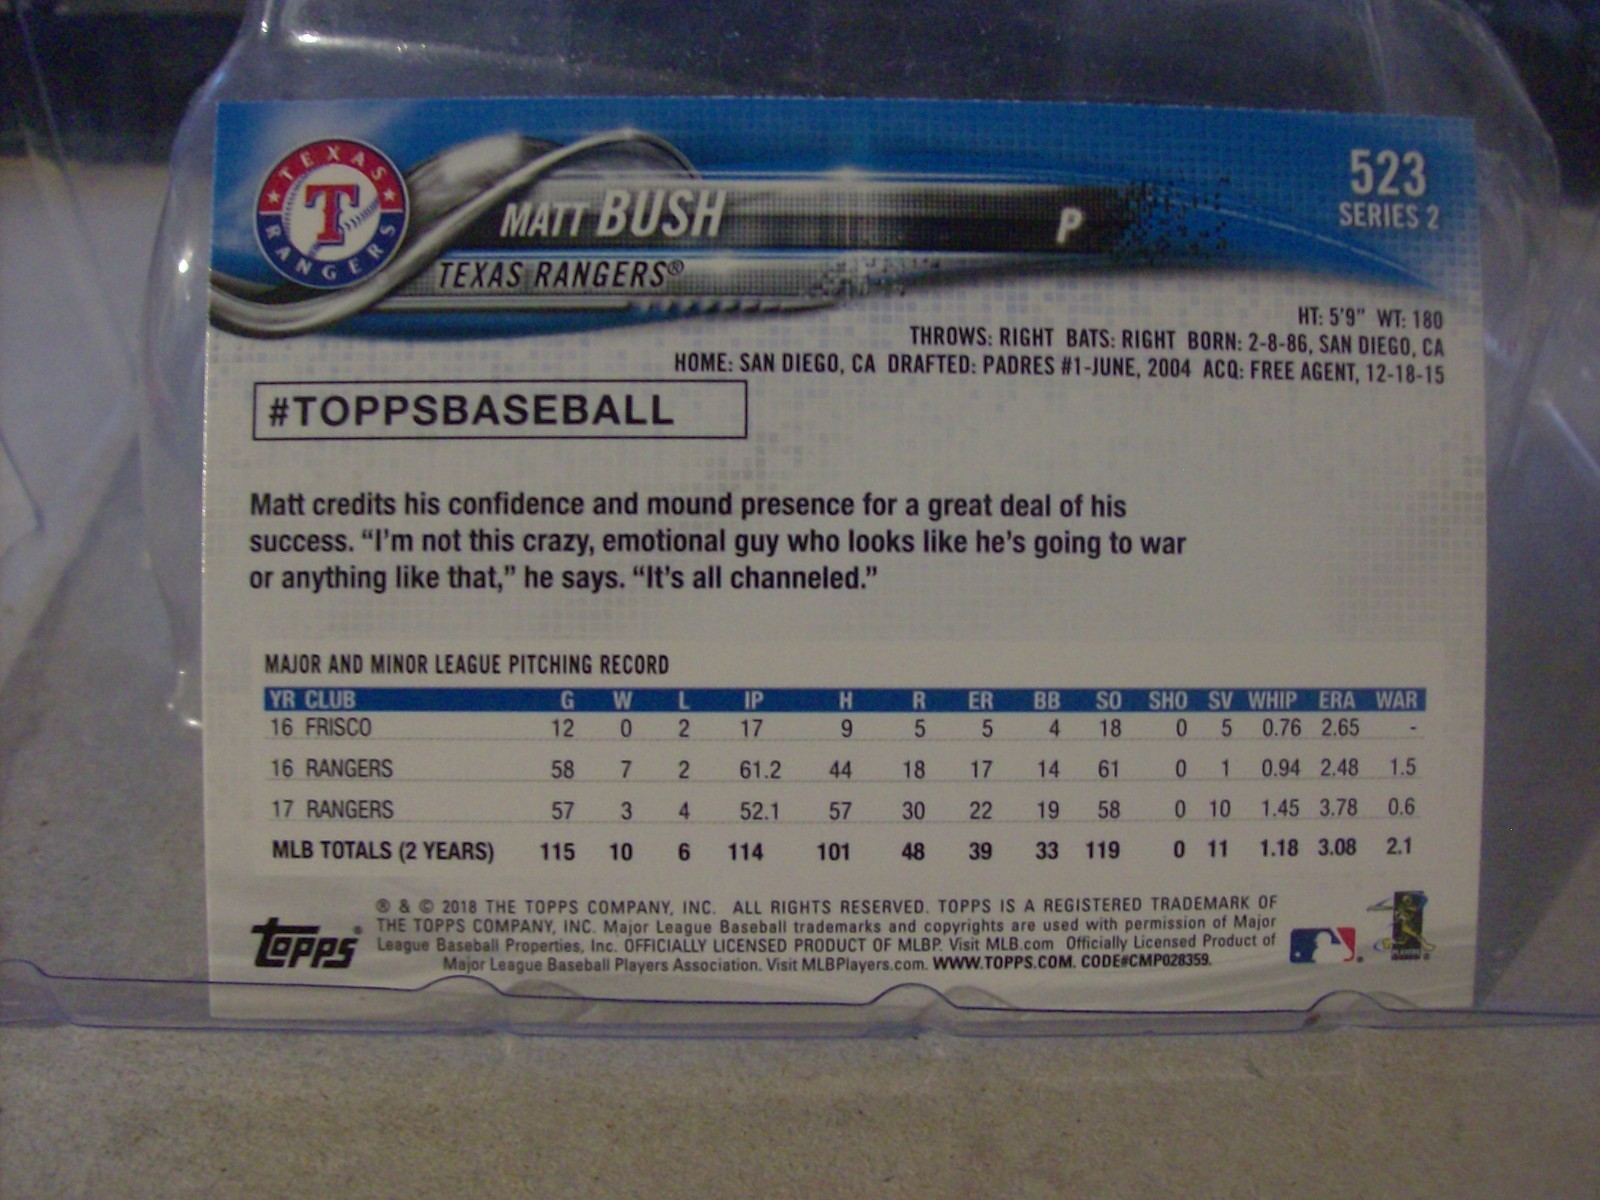 TEXAS RANGERS
T
MATT BUSH
P
523
SERIES 2
TEXAS RANGERS®
HT: 5'9" WT: 180
THROWS: RIGHT BATS: RIGHT BORN: 2-8-86, SAN DIEGO, CA
HOME: SAN DIEGO, CA DRAFTED: PADRES #1-JUNE, 2004 ACQ: FREE AGENT, 12-18-15
#TOPPSBASEBALL
Matt credits his confidence and mound presence for a great deal of his
success. “I’m not this crazy, emotional guy who looks like he’s going to war
or anything like that,” he says. “It’s all channeled.”
MAJOR AND MINOR LEAGUE PITCHING RECORD
YR CLUB G W L IP H R ER BB SO SHO SV WHIP ERA WAR
16 FRISCO 12 0 2 17 9 5 5 4 18 0 5 0.76 2.65 -
16 RANGERS 58 7 2 61.2 44 18 17 14 61 0 1 0.94 2.48 1.5
17 RANGERS 57 3 4 52.1 57 30 22 19 58 0 10 1.45 3.78 0.6
MLB TOTALS (2 YEARS) 115 10 6 114 101 48 39 33 119 0 11 1.18 3.08 2.1
® & © 2018 THE TOPPS COMPANY, INC. ALL RIGHTS RESERVED. TOPPS IS A REGISTERED TRADEMARK OF
THE TOPPS COMPANY, INC. Major League Baseball trademarks and copyrights are used with permission of Major
League Baseball Properties, Inc. OFFICIALLY LICENSED PRODUCT OF MLBP. Visit MLB.com Officially Licensed Product of
Major League Baseball Players Association. Visit MLBPlayers.com. WWW.TOPPS.COM. CODE#CMP028359.
topps®